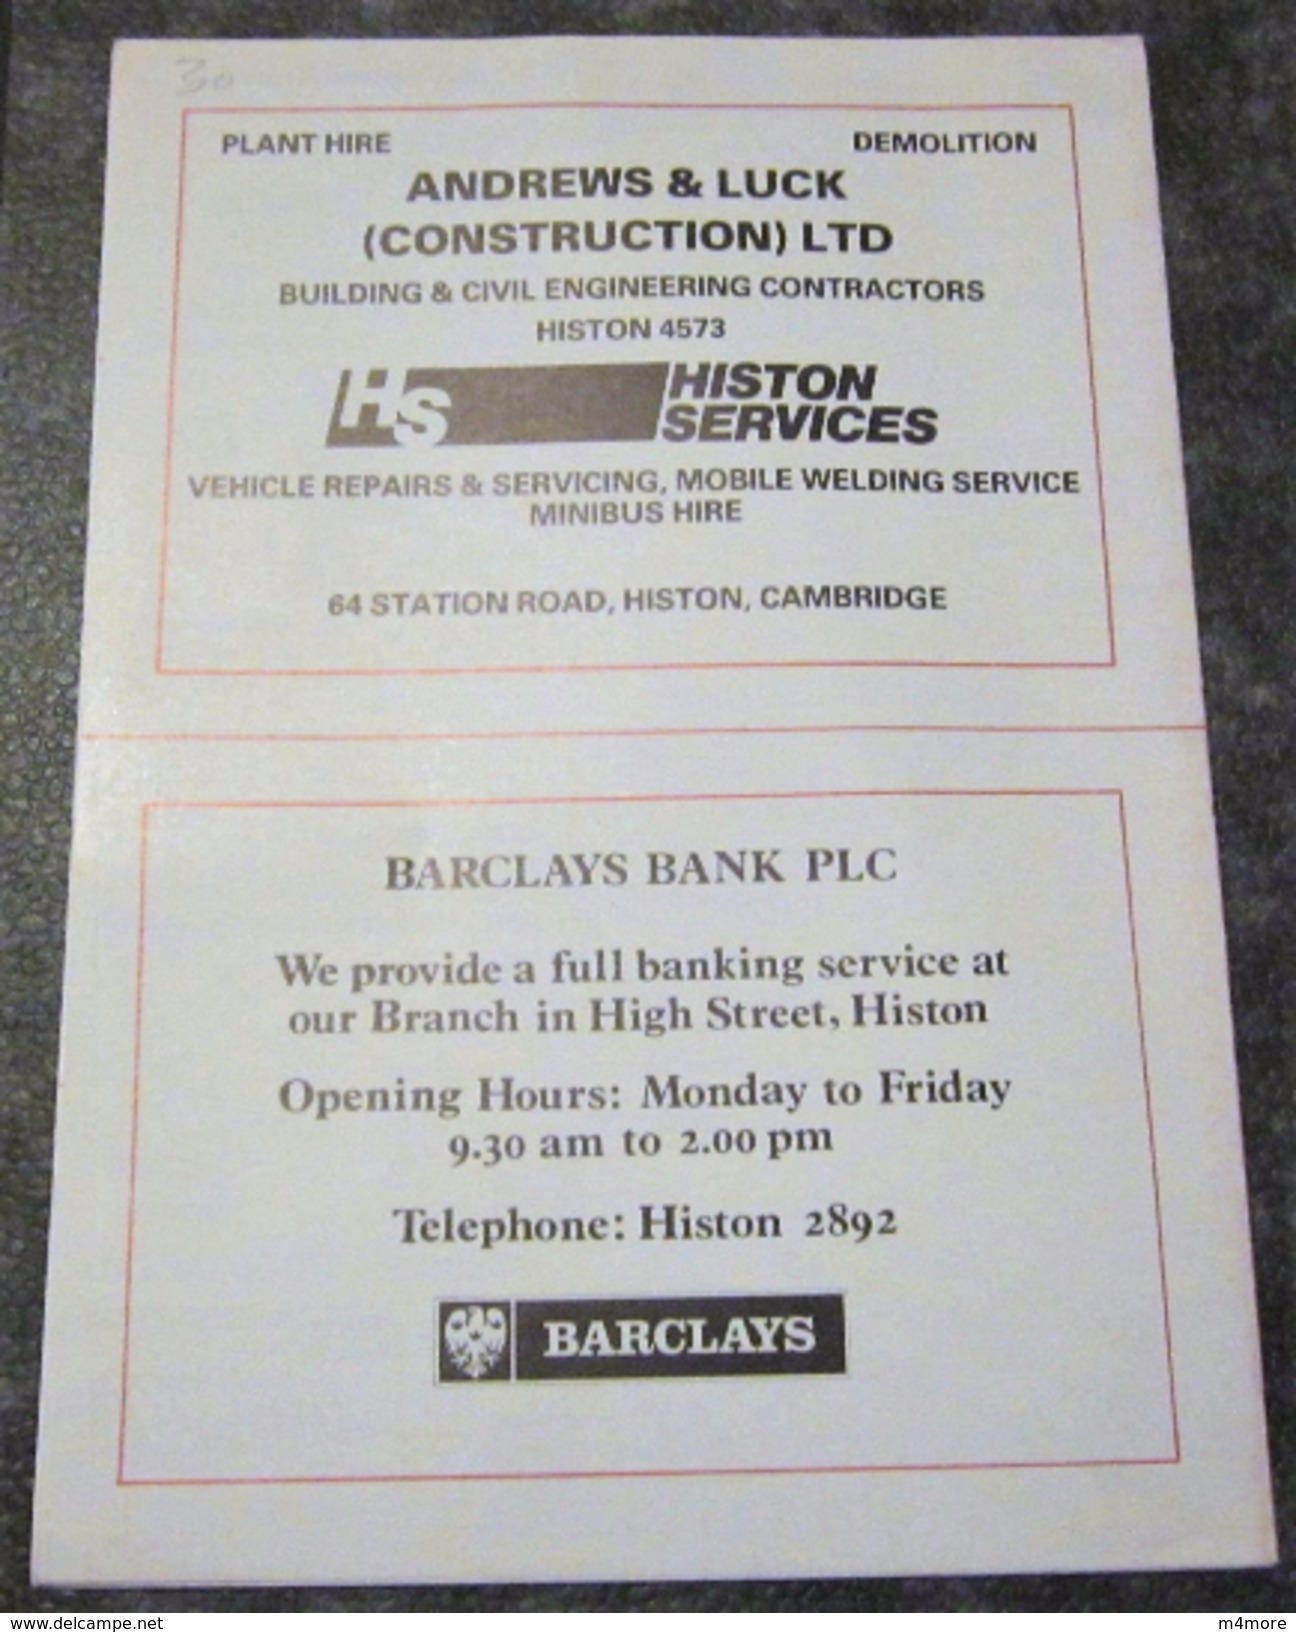 30
PLANT HIRE DEMOLITION
ANDREWS & LUCK
(CONSTRUCTION) LTD
BUILDING & CIVIL ENGINEERING CONTRACTORS
HISTON 4573
HS HISTON
SERVICES
VEHICLE REPAIRS & SERVICING, MOBILE WELDING SERVICE
MINIBUS HIRE
64 STATION ROAD, HISTON, CAMBRIDGE
BARCLAYS BANK PLC
We provide a full banking service at
our Branch in High Street, Histon
Opening Hours: Monday to Friday
9.30 am to 2.00 pm
Telephone: Histon 2892
BARCLAYS
www.delcampe.net m4more